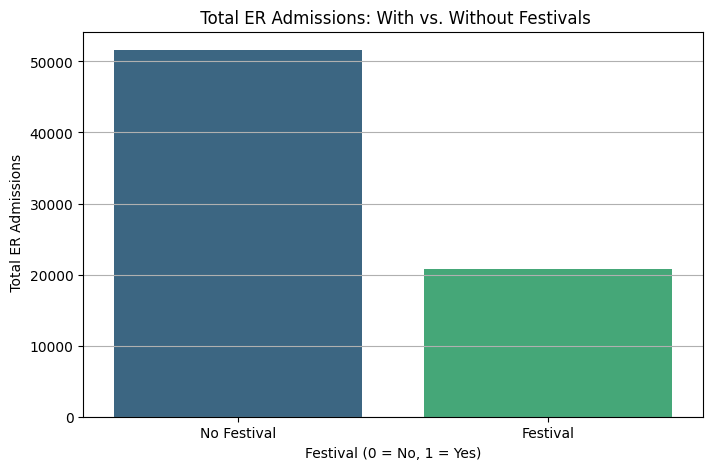 Total ER Admissions: With vs. Without Festivals
50000
40000
30000
20000
10000
0
Total ER Admissions
No Festival
Festival
Festival (0 = No, 1 = Yes)